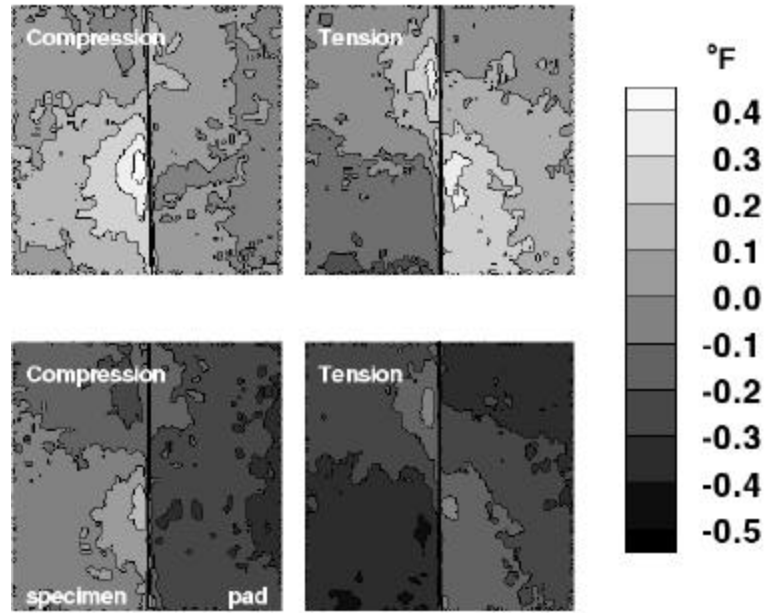 Compression
Tension
°F
0.4
0.3
0.2
0.1
0.0
-0.1
-0.2
-0.3
-0.4
-0.5
Compression
Tension
specimen
pad